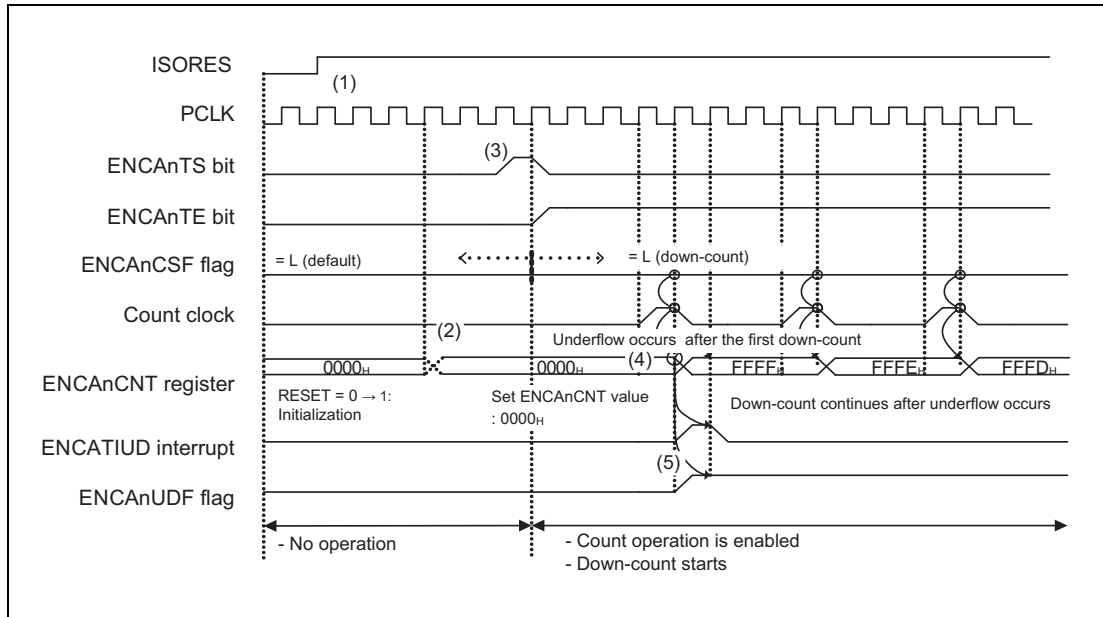 ISORES
(1)
PCLK
(3)
ENCAnTS bit
ENCAnTE bit
ENCAnCSF flag
= L (default)
= L (down-count)
Count clock
(2)
Underflow occurs after the first down-count
(4)
ENCAnCNT register
0000H
0000H
FFFFH
FFFEH
FFFDH
RESET = 0 → 1:
Initialization
Set ENCAnCNT value
: 0000H
Down-count continues after underflow occurs
ENCATIUD interrupt
(5)
ENCAnUDF flag
- No operation
- Count operation is enabled
- Down-count starts